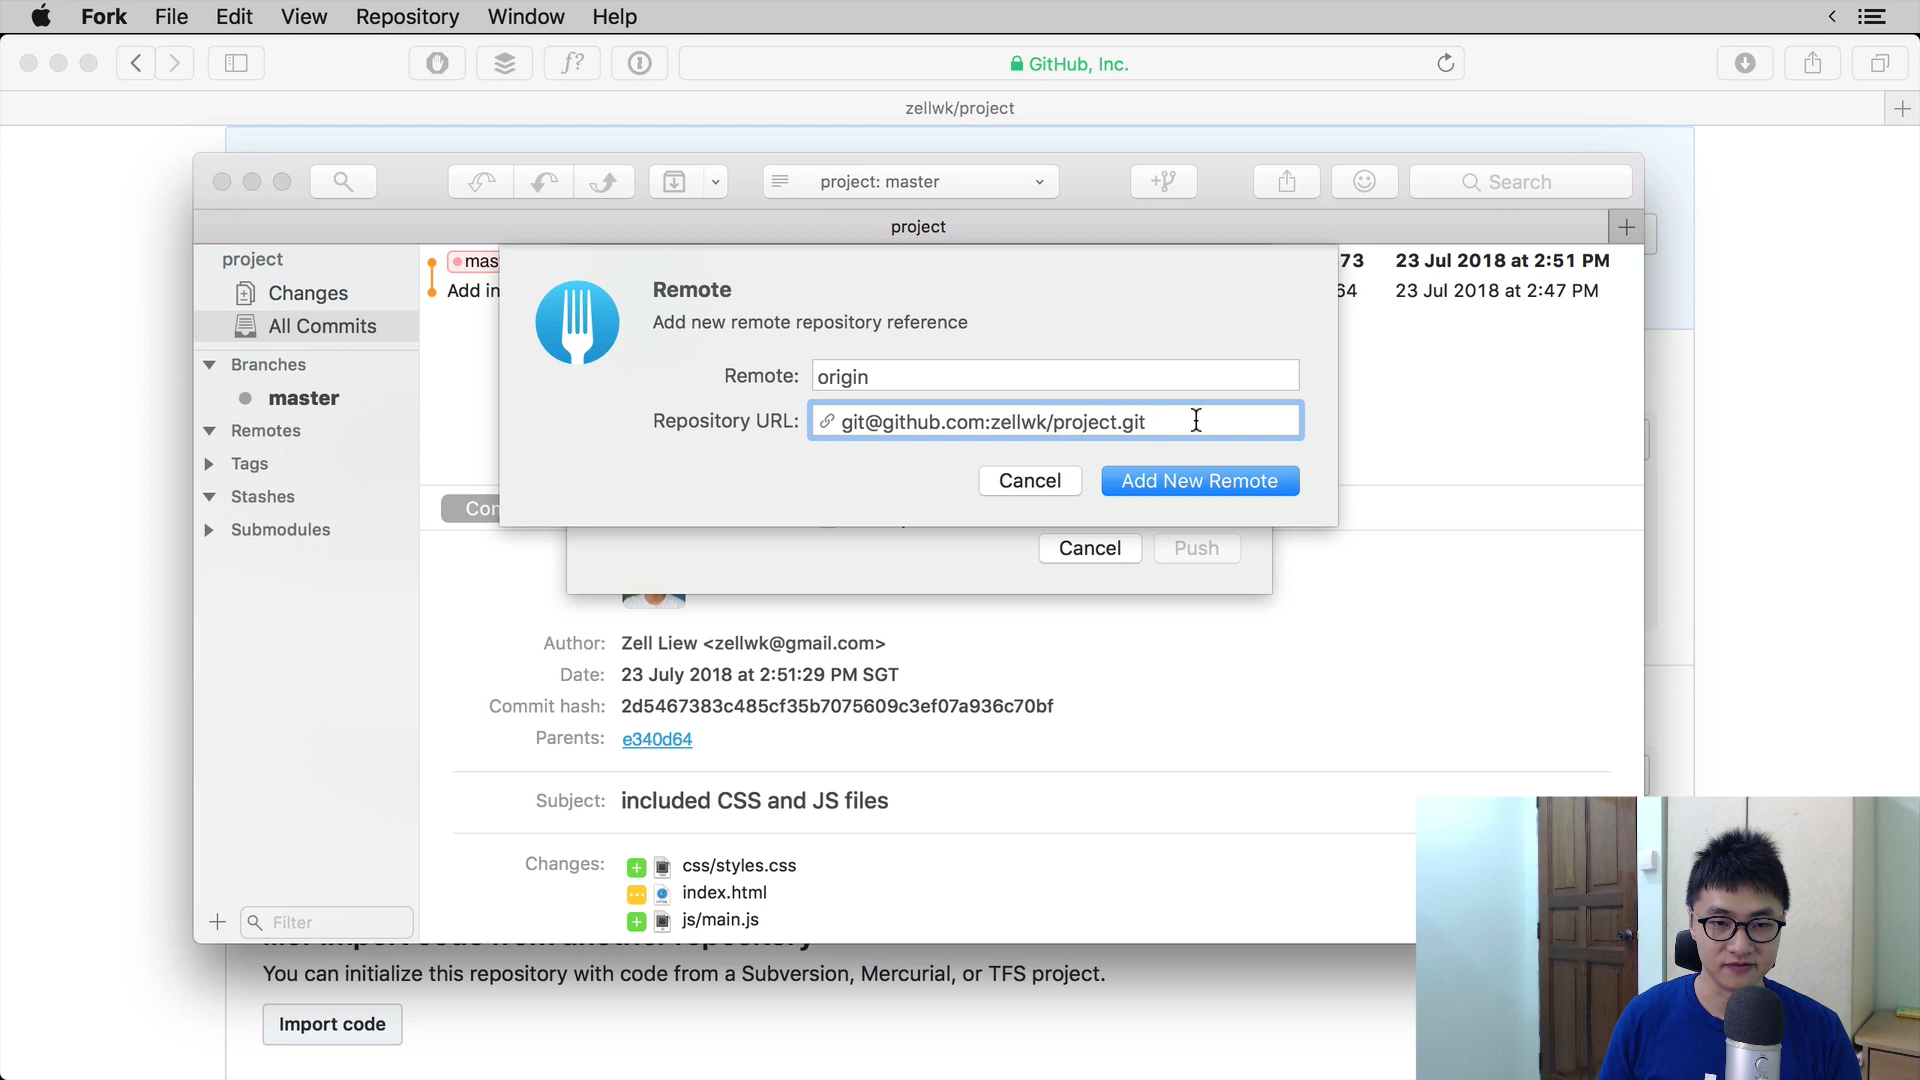 Fork File Edit View Repository Window Help
GitHub, Inc.
zellwk/project
project: master
Search
project
project
Changes
All Commits
Branches
master
Remotes
Tags
Stashes
Submodules
Filter
mas
73 23 Jul 2018 at 2:51 PM
Add in
64 23 Jul 2018 at 2:47 PM
Remote
Add new remote repository reference
Remote: origin
Repository URL: git@github.com:zellwk/project.git
Cancel Add New Remote
Con
Cancel Push
Author: Zell Liew <zellwk@gmail.com>
Date: 23 July 2018 at 2:51:29 PM SGT
Commit hash: 2d5467383c485cf35b7075609c3ef07a936c70bf
Parents: e340d64
Subject: included CSS and JS files
Changes: css/styles.css
index.html
js/main.js
You can initialize this repository with code from a Subversion, Mercurial, or TFS project.
Import code